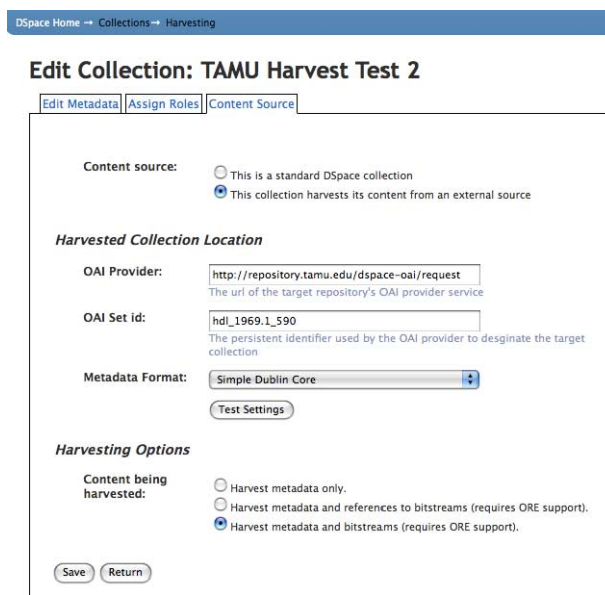 DSpace Home → Collections → Harvesting
Edit Collection: TAMU Harvest Test 2
Edit Metadata Assign Roles Content Source
Content source:
This is a standard DSpace collection
This collection harvests its content from an external source
Harvested Collection Location
OAI Provider:
http://repository.tamu.edu/dspace-oai/request
The url of the target repository's OAI provider service
OAI Set id:
hdl_1969.1_590
The persistent identifier used by the OAI provider to desginate the target
collection
Metadata Format:
Simple Dublin Core
Test Settings
Harvesting Options
Content being
harvested:
Harvest metadata only.
Harvest metadata and references to bitstreams (requires ORE support).
Harvest metadata and bitstreams (requires ORE support).
Save Return